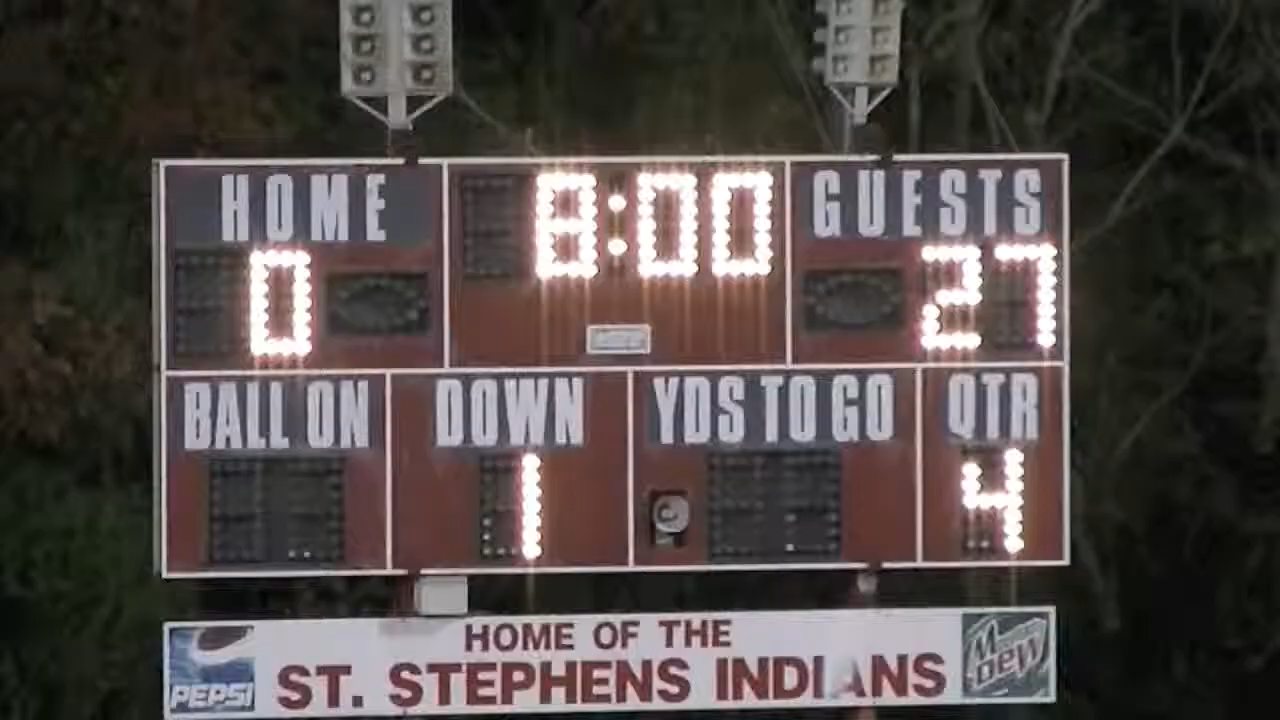 HOME 8:00 GUESTS
0 27
BALL ON DOWN YDS TO GO QTR
1 4
HOME OF THE
PEPSI ST. STEPHENS INDIANS Mtn Dew